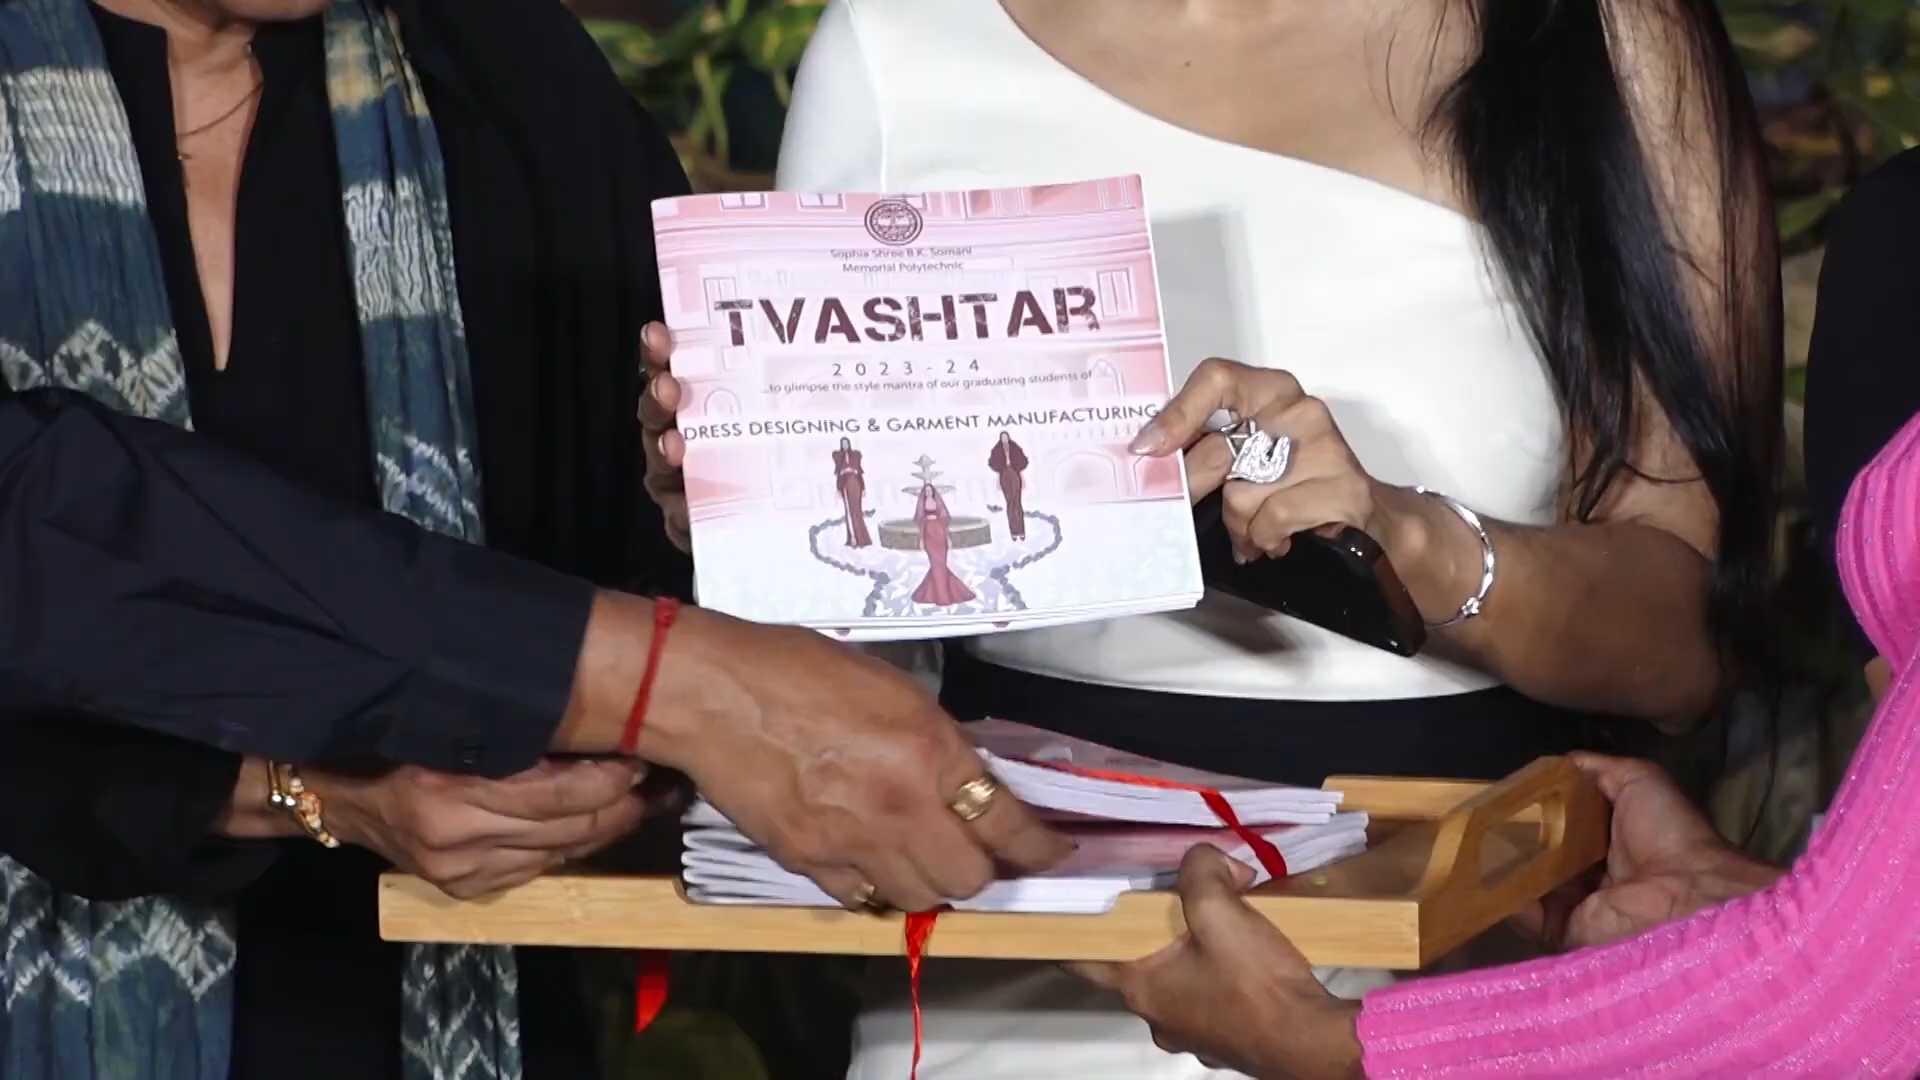 Sophia Shree B.K. Somani
Memorial Polytechnic
TVASHTAR
2023-24
...to glimpse the style mantra of our graduating students of
DRESS DESIGNING & GARMENT MANUFACTURING